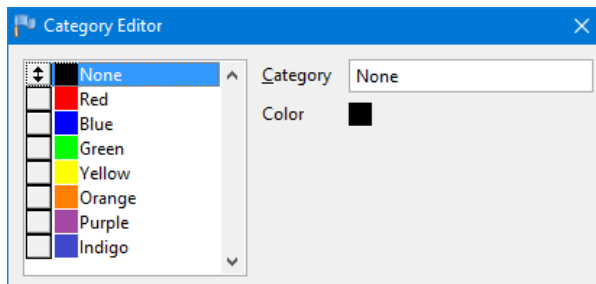 Category Editor
None
Red
Blue
Green
Yellow
Orange
Purple
Indigo
Category None
Color